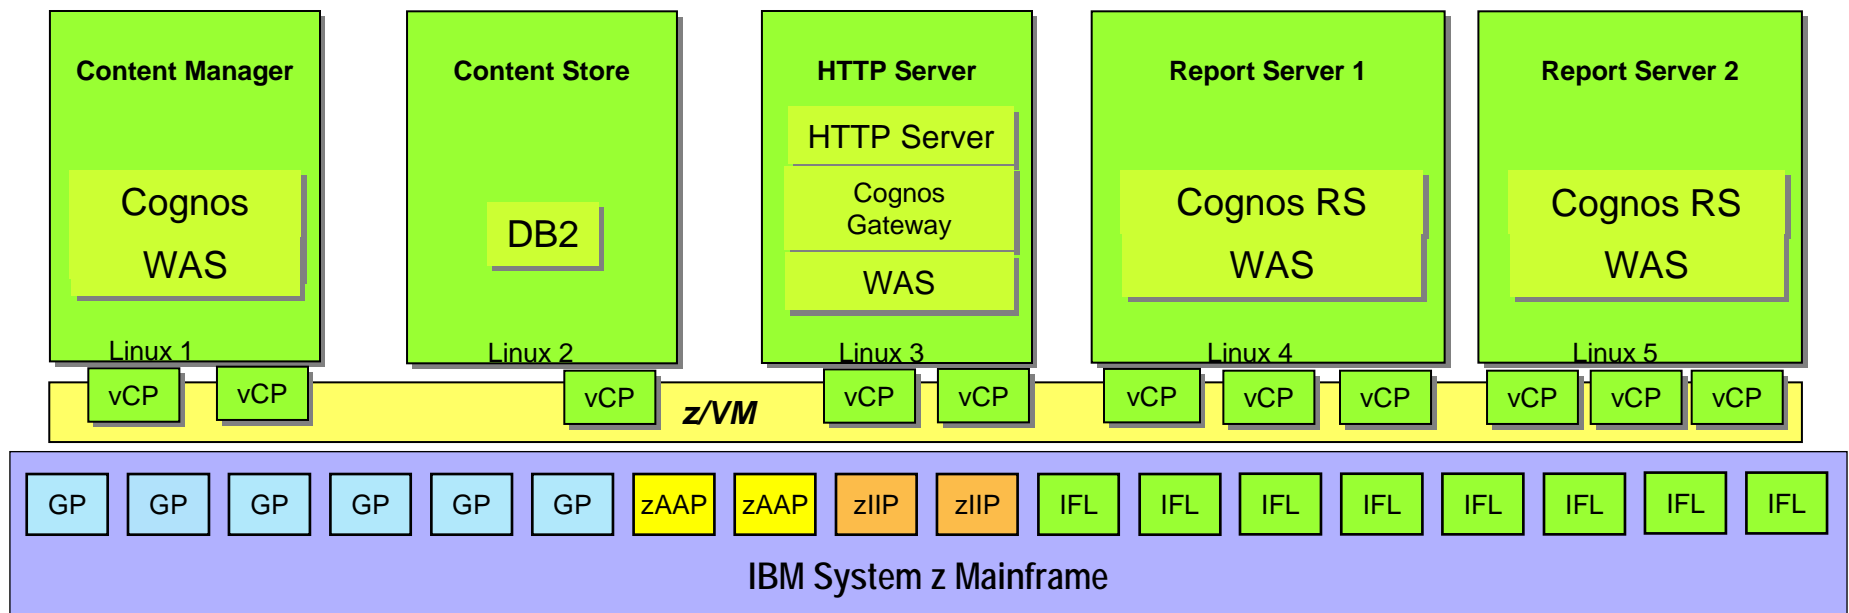 Content Manager
Content Store
HTTP Server
Report Server 1
Report Server 2
Cognos
WAS
DB2
HTTP Server
Cognos
Gateway
WAS
Cognos RS
WAS
Cognos RS
WAS
Linux 1
Linux 2
Linux 3
Linux 4
Linux 5
vCP vCP vCP z/VM vCP vCP vCP vCP vCP vCP vCP vCP
GP GP GP GP GP GP zAAP zAAP zIIP zIIP IFL IFL IFL IFL IFL IFL IFL IFL
IBM System z Mainframe